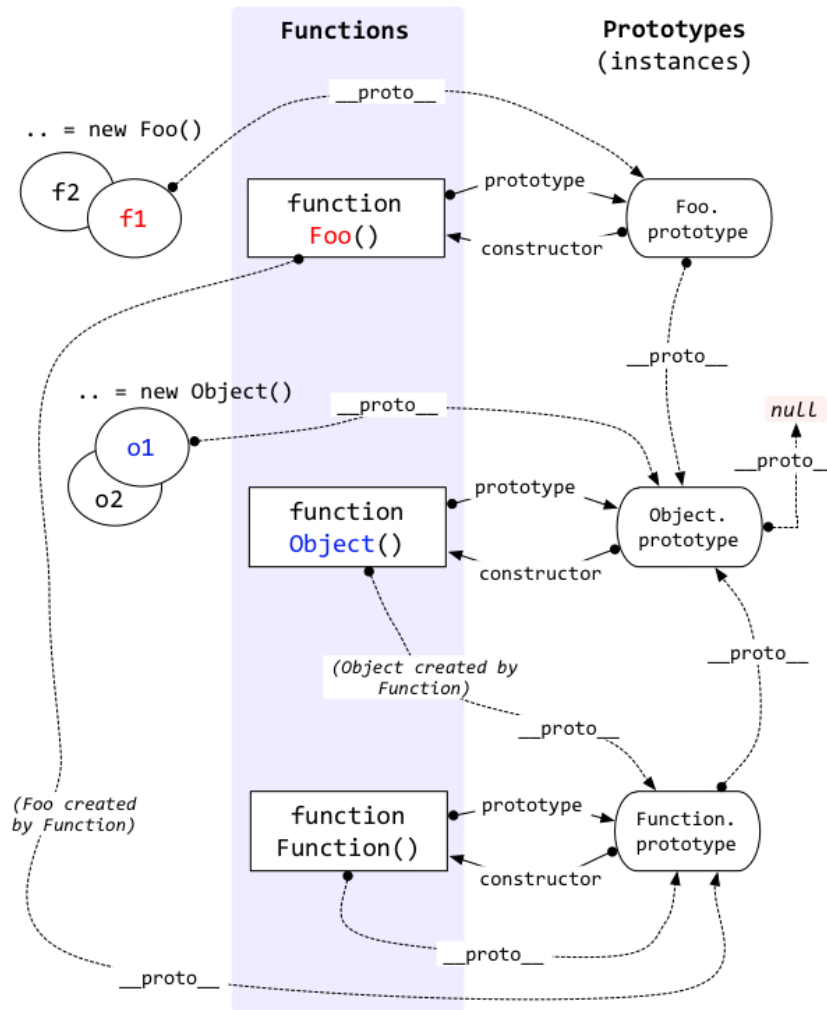 Functions
Prototypes
(instances)
__proto__
.. = new Foo()
f2
f1
function
Foo()
prototype
constructor
Foo.
prototype
__proto__
.. = new Object()
__proto__
null
__proto__
o1
o2
function
Object()
prototype
constructor
Object.
prototype
(Object created by
Function)
__proto__
__proto__
(Foo created
by Function)
function
Function()
prototype
constructor
Function.
prototype
__proto__
__proto__